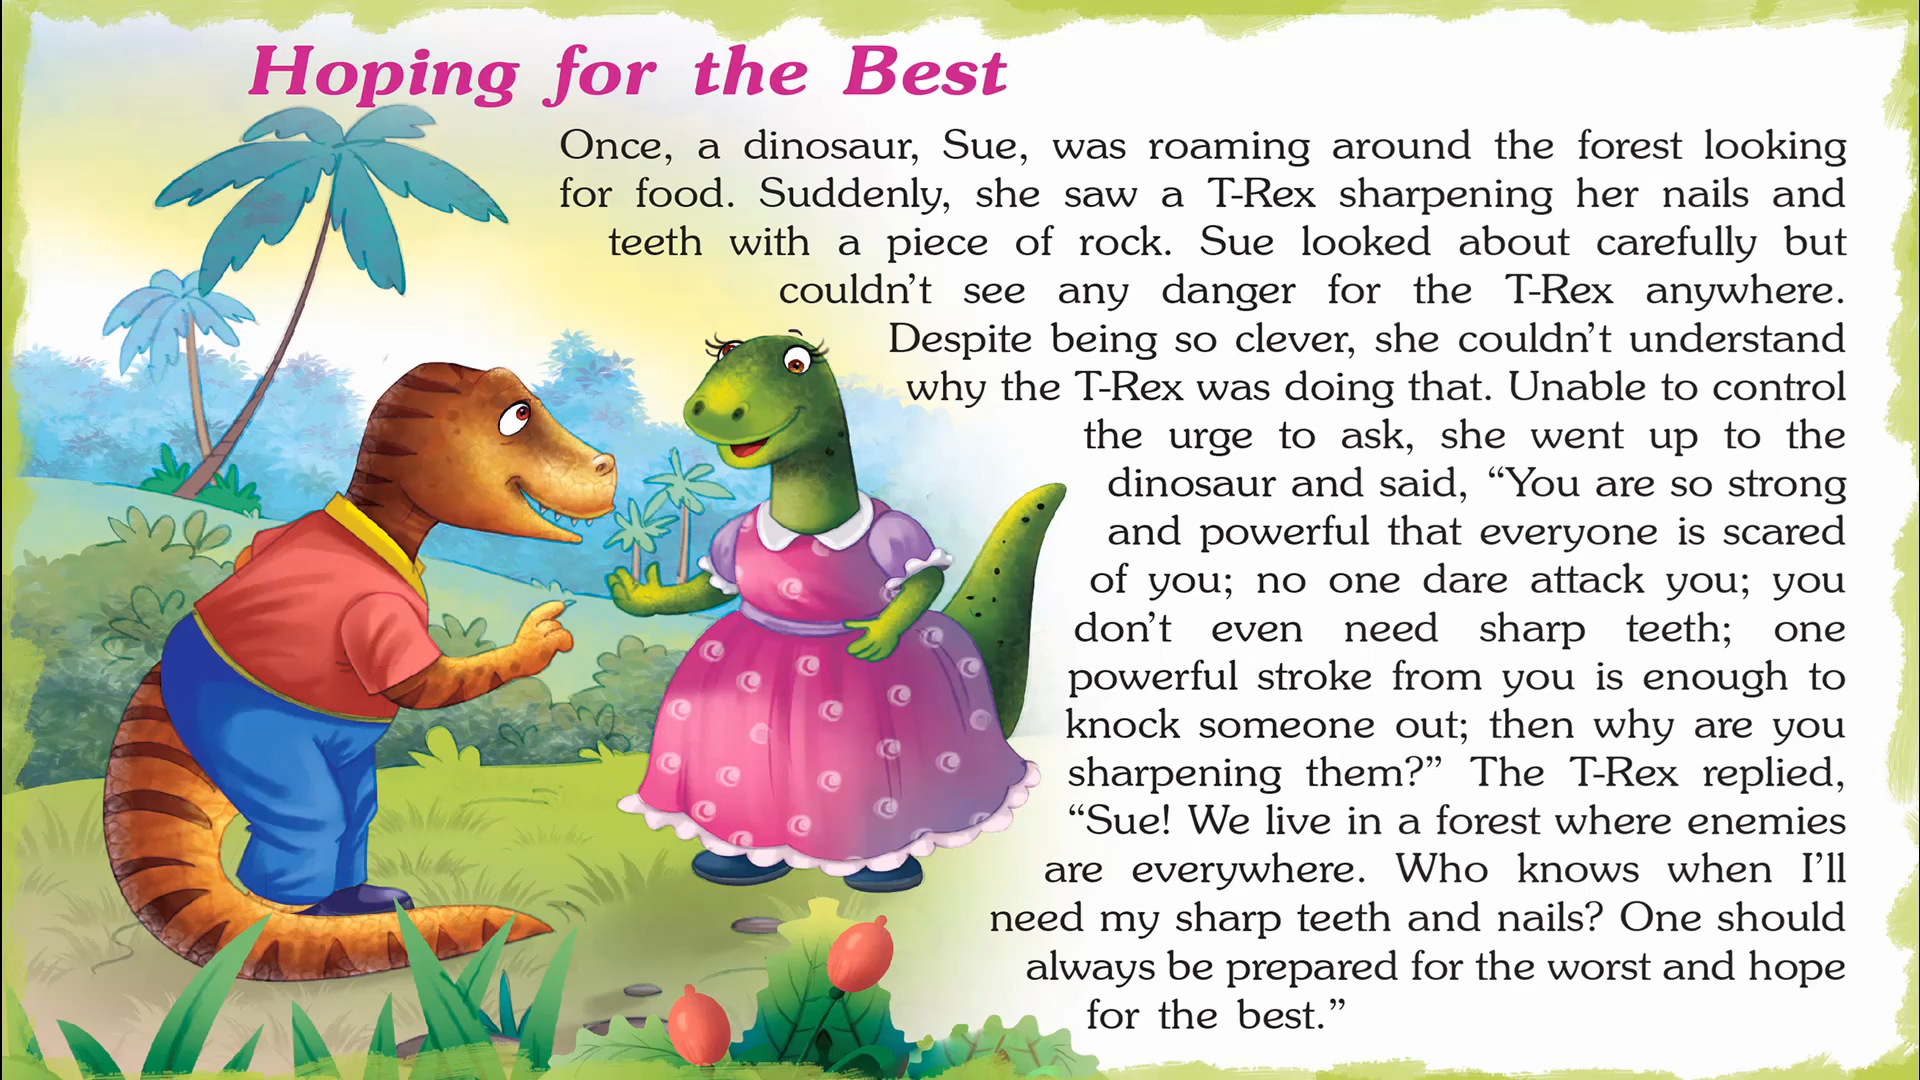 Hoping for the Best
Once, a dinosaur, Sue, was roaming around the forest looking
for food. Suddenly, she saw a T-Rex sharpening her nails and
teeth with a piece of rock. Sue looked about carefully but
couldn’t see any danger for the T-Rex anywhere.
Despite being so clever, she couldn’t understand
why the T-Rex was doing that. Unable to control
the urge to ask, she went up to the
dinosaur and said, “You are so strong
and powerful that everyone is scared
of you; no one dare attack you; you
don’t even need sharp teeth; one
powerful stroke from you is enough to
knock someone out; then why are you
sharpening them?” The T-Rex replied,
“Sue! We live in a forest where enemies
are everywhere. Who knows when I’ll
need my sharp teeth and nails? One should
always be prepared for the worst and hope
for the best.”